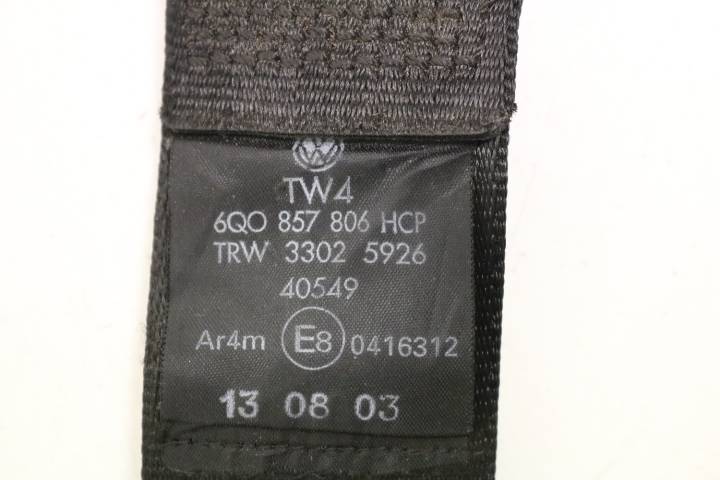 TW4
6Q0 857 806 HCP
TRW 3302 5926
40549
Ar4m E8 0416312
13 08 03